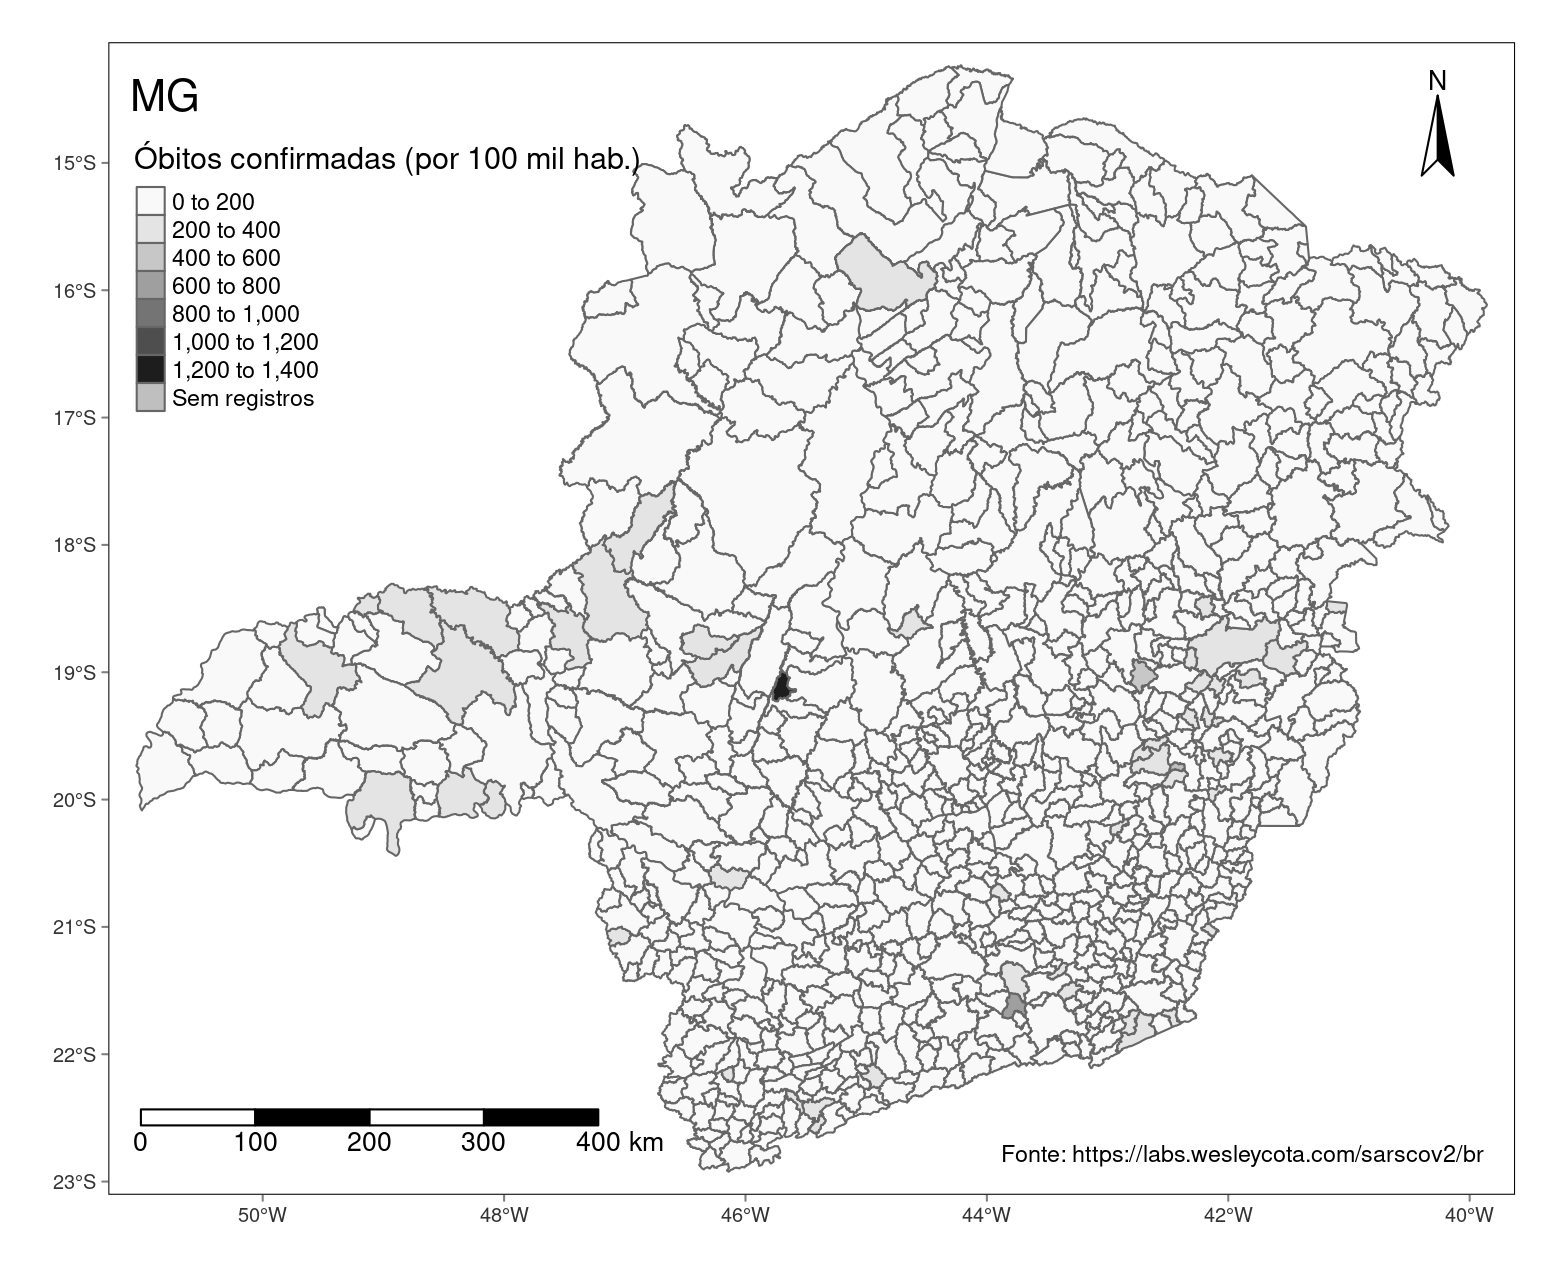 MG
N
Óbitos confirmadas (por 100 mil hab.)
0 to 200
200 to 400
400 to 600
600 to 800
800 to 1,000
1,000 to 1,200
1,200 to 1,400
Sem registros
15°S
16°S
17°S
18°S
19°S
20°S
21°S
22°S
23°S
0 100 200 300 400 km
Fonte: https://labs.wesleycota.com/sarscov2/br
50°W 48°W 46°W 44°W 42°W 40°W